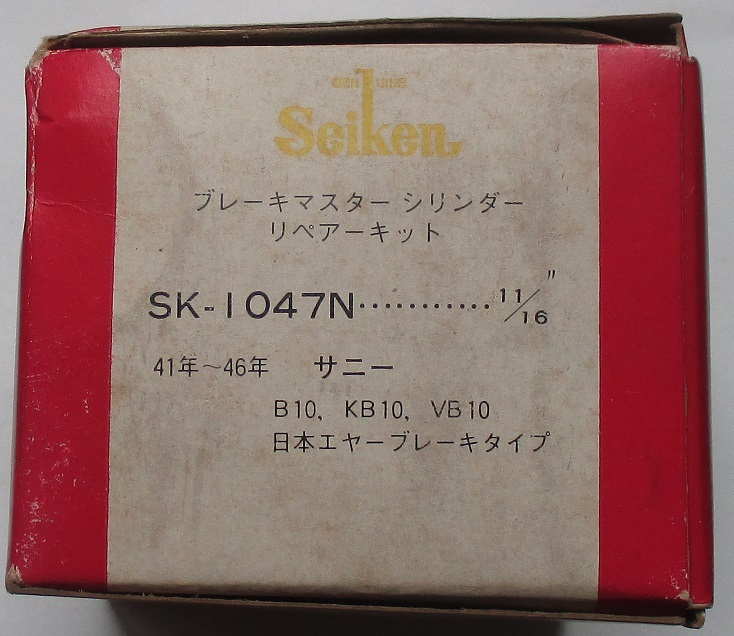 GENUINE
Seiken
ブレーキマスター シリンダー
リペアーキット
SK-1047N・・・・・・・・・・・11/16"
41年～46年 サニー
B10, KB10, VB10
日本エヤーブレーキタイプ